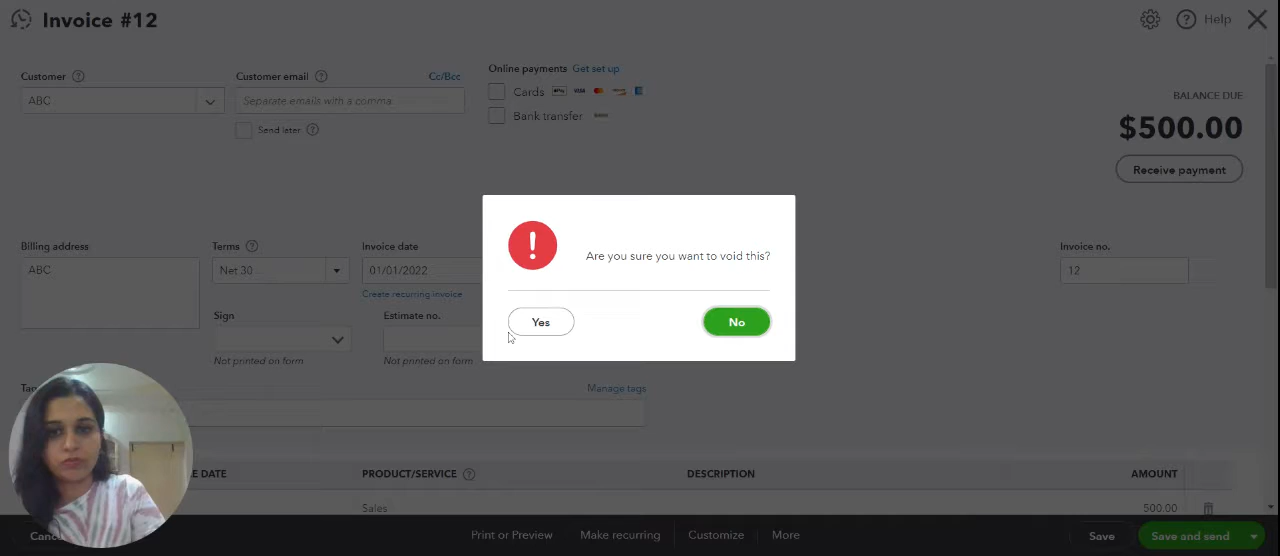 Invoice #12
Help
Customer
Customer email
Cc/Bcc
Online payments Get set up
ABC
Separate emails with a comma
Cards
VISA
Bank transfer
Send later
BALANCE DUE
$500.00
Receive payment
Are you sure you want to void this?
Yes
No
Billing address
Terms
Invoice date
Invoice no.
ABC
Net 30
01/01/2022
12
Create recurring invoice
Sign
Estimate no.
Not printed on form
Not printed on form
Manage tags
DATE
PRODUCT/SERVICE
DESCRIPTION
AMOUNT
Sales
500.00
Print or Preview
Make recurring
Customize
More
Save
Save and send